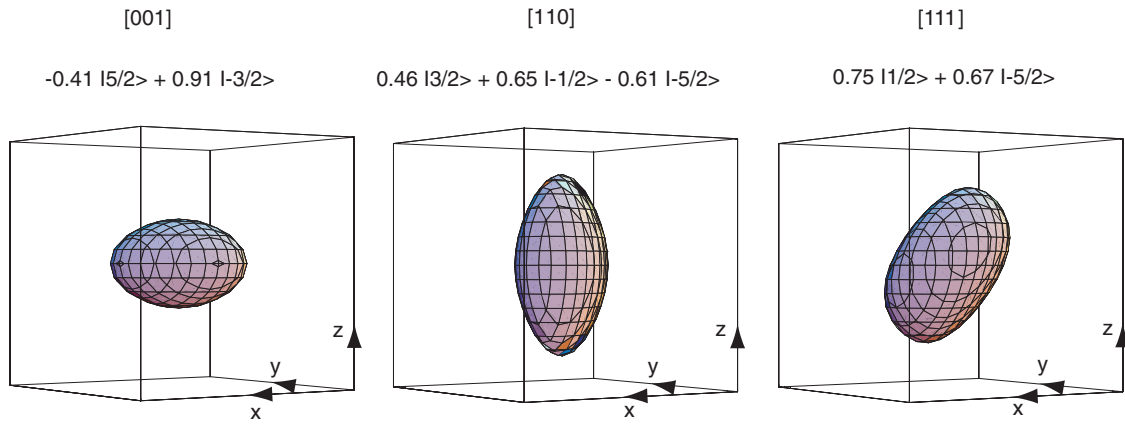 [001] [110] [111]
-0.41 I5/2> + 0.91 I-3/2> 0.46 I3/2> + 0.65 I-1/2> - 0.61 I-5/2> 0.75 I1/2> + 0.67 I-5/2>
z z z
y y y
x x x